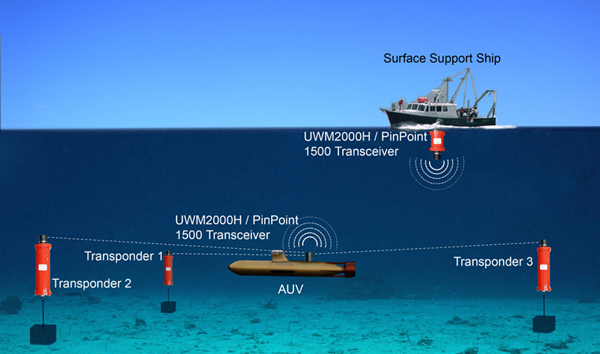 Surface Support Ship
UWM2000H / PinPoint
1500 Transceiver
UWM2000H / PinPoint
1500 Transceiver
Transponder 1
Transponder 2
Transponder 3
AUV